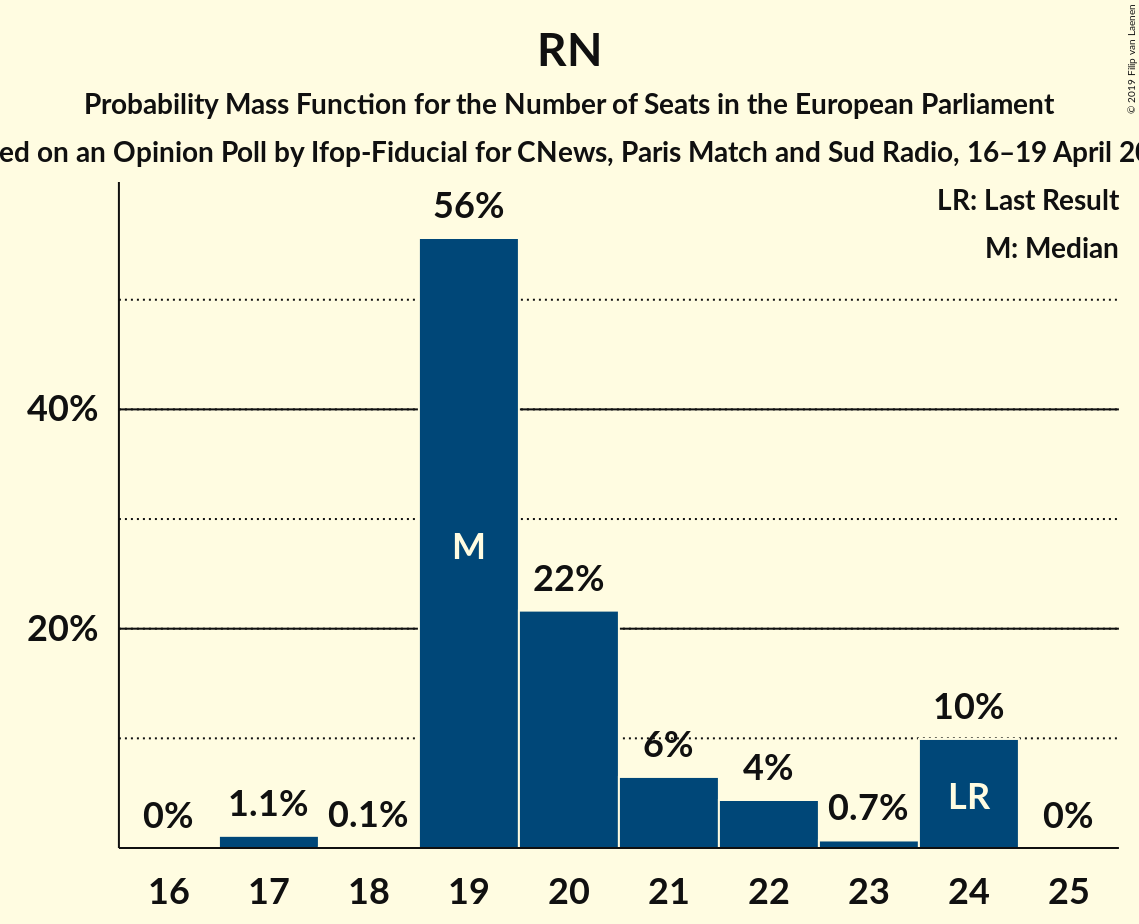 © 2019 Filip van Laenen
RN
Probability Mass Function for the Number of Seats in the European Parliament
on an Opinion Poll by Ifop-Fiducial for CNews, Paris Match and Sud Radio, 16–19 April
LR: Last Result
M: Median
56%
40%
M
22%
20%
10%
6%
4%
LR
1.1%
0.7%
0%
0.1%
0%
16 17 18 19 20 21 22 23 24 25